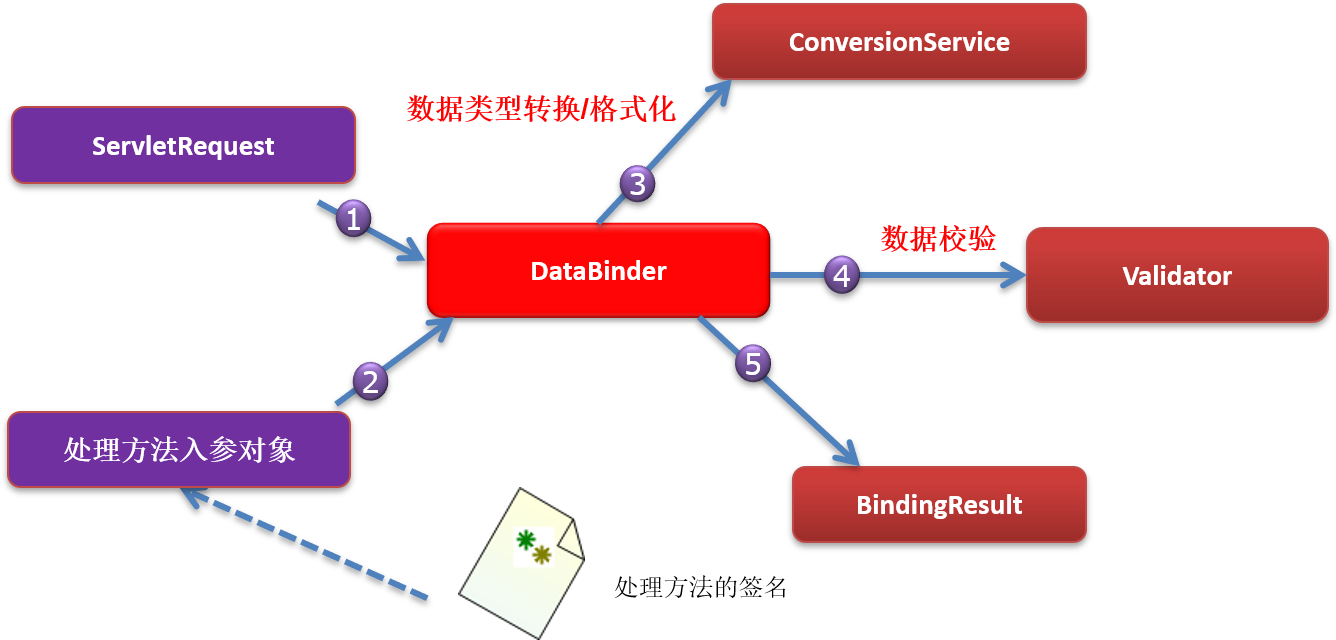 ConversionService
数据类型转换/格式化
ServletRequest
3
1
数据校验
DataBinder
4
Validator
2
5
处理方法入参对象
BindingResult
处理方法的签名